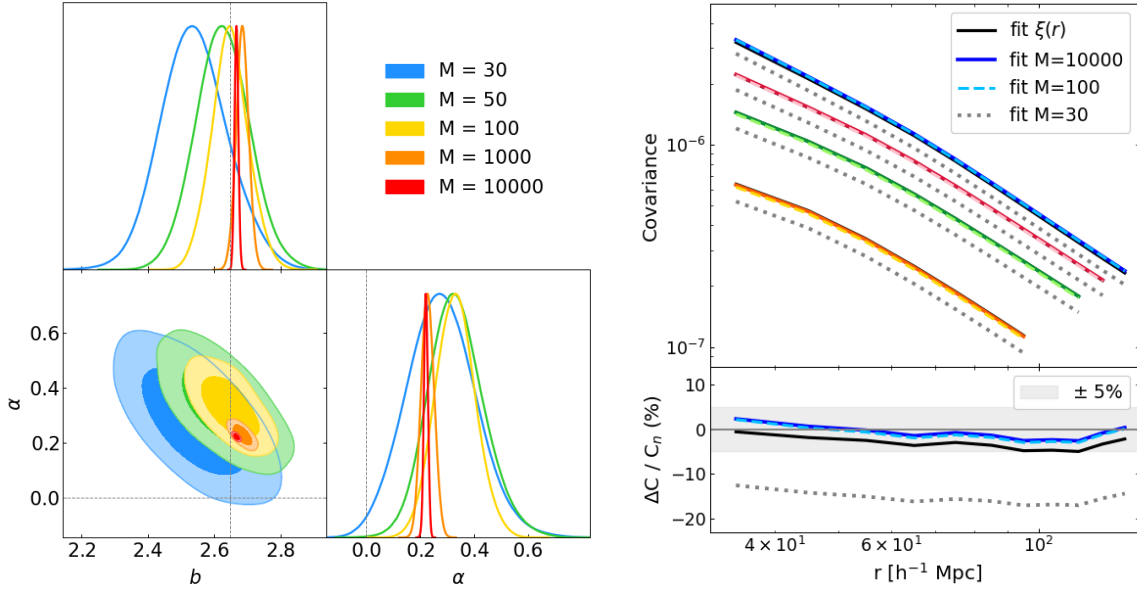 M = 30
M = 50
M = 100
M = 1000
M = 10000
0.6
0.4
0.2
0.0
α
2.2 2.4 2.6 2.8
b
0.0 0.2 0.4 0.6
α
fit ξ(r)
fit M=10000
fit M=100
fit M=30
Covariance
10⁻⁶
10⁻⁷
± 5%
ΔC / Cₙ (%)
10
0
−10
−20
4 × 10¹ 6 × 10¹ 10²
r [h⁻¹ Mpc]